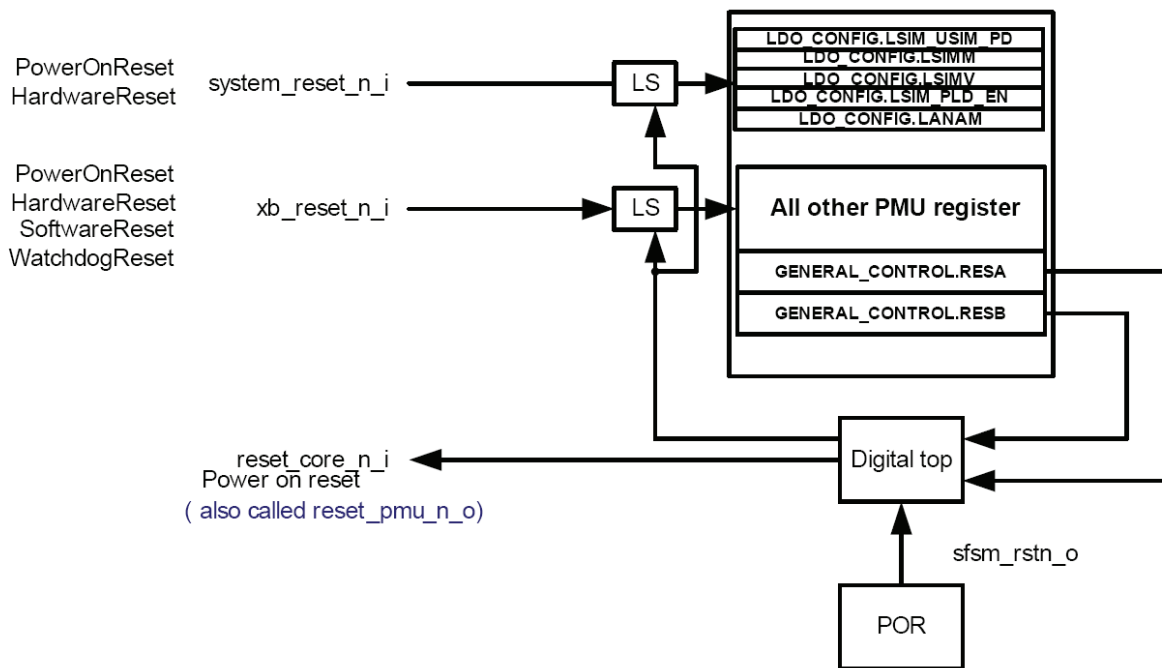 LDO_CONFIG.LSIM_USIM_PD
LDO_CONFIG.LSIMM
LDO_CONFIG.LSIMV
LDO_CONFIG.LSIM_PLD_EN
LDO_CONFIG.LANAM
PowerOnReset
HardwareReset
system_reset_n_i
LS
PowerOnReset
HardwareReset
SoftwareReset
WatchdogReset
xb_reset_n_i
LS
All other PMU register
GENERAL_CONTROL.RESA
GENERAL_CONTROL.RESB
reset_core_n_i
Power on reset
( also called reset_pmu_n_o)
Digital top
sfsm_rstn_o
POR